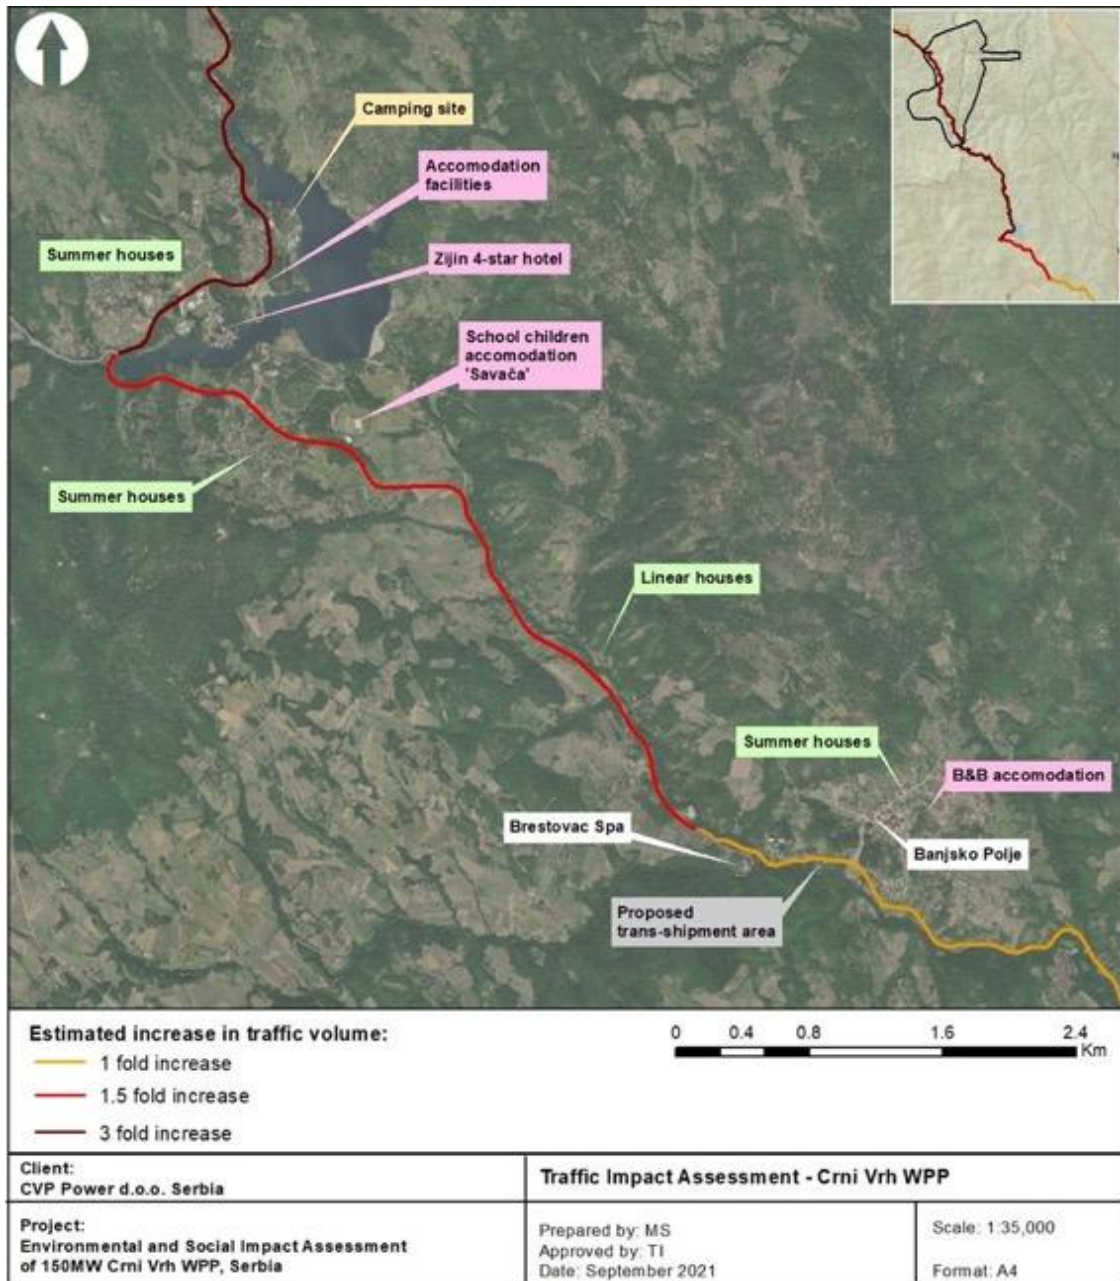 Camping site
Accomodation
facilities
Summer houses
Zijin 4-star hotel
School children
accomodation
'Savača'
Summer houses
Linear houses
Summer houses
B&B accomodation
Brestovac Spa
Banjsko Polje
Proposed
trans-shipment area
Estimated increase in traffic volume:
1 fold increase
1.5 fold increase
3 fold increase
0 0.4 0.8 1.6 2.4
Km
Client:
CVP Power d.o.o. Serbia
Traffic Impact Assessment - Crni Vrh WPP
Project:
Environmental and Social Impact Assessment
of 150MW Crni Vrh WPP, Serbia
Prepared by: MS
Approved by: TI
Date: September 2021
Scale: 1:35,000
Format: A4